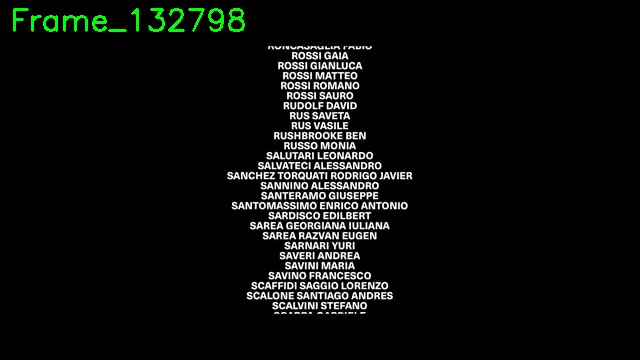 Frame_132798
RONCASAGLIA FABIO
ROSSI GAIA
ROSSI GIANLUCA
ROSSI MATTEO
ROSSI ROMANO
ROSSI SAURO
RUDOLF DAVID
RUS SAVETA
RUS VASILE
RUSHBROOKE BEN
RUSSO MONIA
SALUTARI LEONARDO
SALVATECI ALESSANDRO
SANCHEZ TORQUATI RODRIGO JAVIER
SANNINO ALESSANDRO
SANTERAMO GIUSEPPE
SANTOMASSIMO ENRICO ANTONIO
SARDISCO EDILBERT
SAREA GEORGIANA IULIANA
SAREA RAZVAN EUGEN
SARNARI YURI
SAVERI ANDREA
SAVINI MARIA
SAVINO FRANCESCO
SCAFFIDI SAGGIO LORENZO
SCALONE SANTIAGO ANDRES
SCALVINI STEFANO